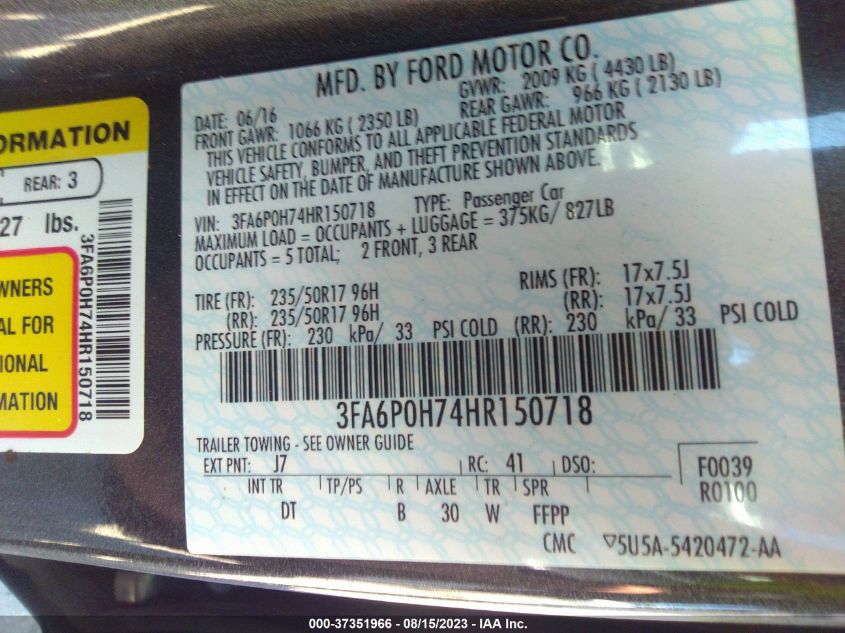 ORMATION
REAR: 3
27 lbs.
WNERS
AL FOR
IONAL
MATION
3FA6P0H74HR150718
MFD. BY FORD MOTOR CO.
DATE: 06/16 GVWR: 2009 KG ( 4430 LB)
FRONT GAWR: 1066 KG ( 2350 LB) REAR GAWR: 966 KG ( 2130 LB)
THIS VEHICLE CONFORMS TO ALL APPLICABLE FEDERAL MOTOR
VEHICLE SAFETY, BUMPER, AND THEFT PREVENTION STANDARDS
IN EFFECT ON THE DATE OF MANUFACTURE SHOWN ABOVE.
VIN: 3FA6P0H74HR150718 TYPE: Passenger Car
MAXIMUM LOAD = OCCUPANTS + LUGGAGE = 375KG/ 827LB
OCCUPANTS = 5 TOTAL; 2 FRONT, 3 REAR
TIRE (FR): 235/50R17 96H RIMS (FR): 17x7.5J
(RR): 235/50R17 96H (RR): 17x7.5J
PRESSURE (FR): 230 kPa/ 33 PSI COLD (RR): 230 kPa/ 33 PSI COLD
3FA6P0H74HR150718
TRAILER TOWING - SEE OWNER GUIDE
EXT PNT: J7 RC: 41 DSO: F0039
INT TR TP/PS R AXLE TR SPR R0100
DT B 30 W FFPP
CMC ▽5U5A-5420472-AA
000-37351966 - 08/15/2023 - IAA Inc.